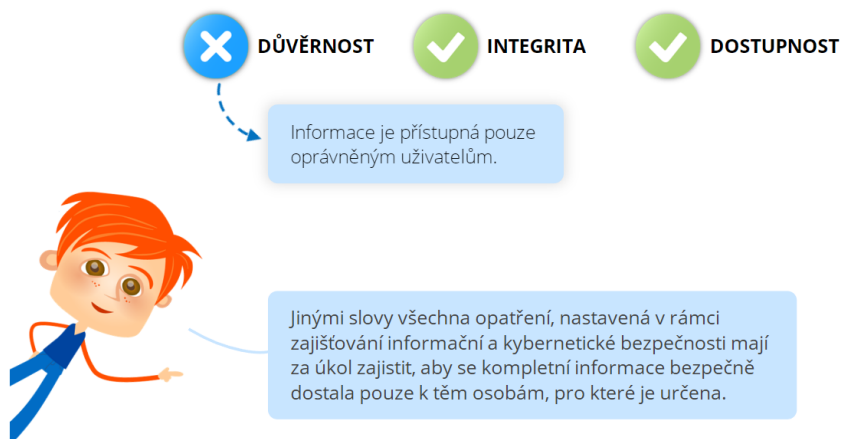 DŮVĚRNOST INTEGRITA DOSTUPNOST
Informace je přístupná pouze
oprávněným uživatelům.
Jinými slovy všechna opatření, nastavená v rámci
zajišťování informační a kybernetické bezpečnosti mají
za úkol zajistit, aby se kompletní informace bezpečně
dostala pouze k těm osobám, pro které je určena.